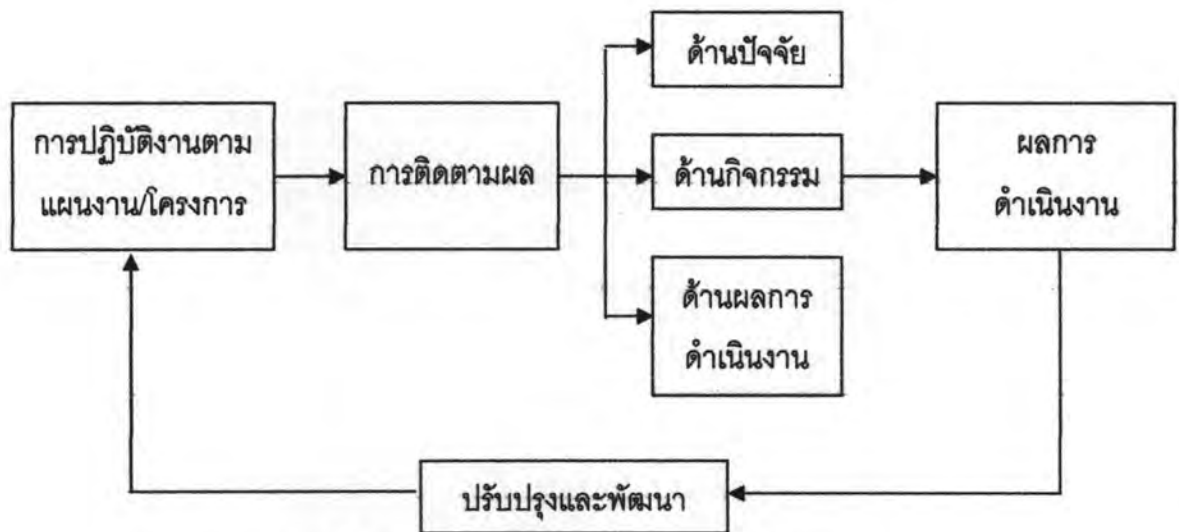 การปฏิบัติงานตาม
แผนงาน/โครงการ
การติดตามผล
ด้านปัจจัย
ด้านกิจกรรม
ด้านผลการ
ดำเนินงาน
ผลการ
ดำเนินงาน
ปรับปรุงและพัฒนา